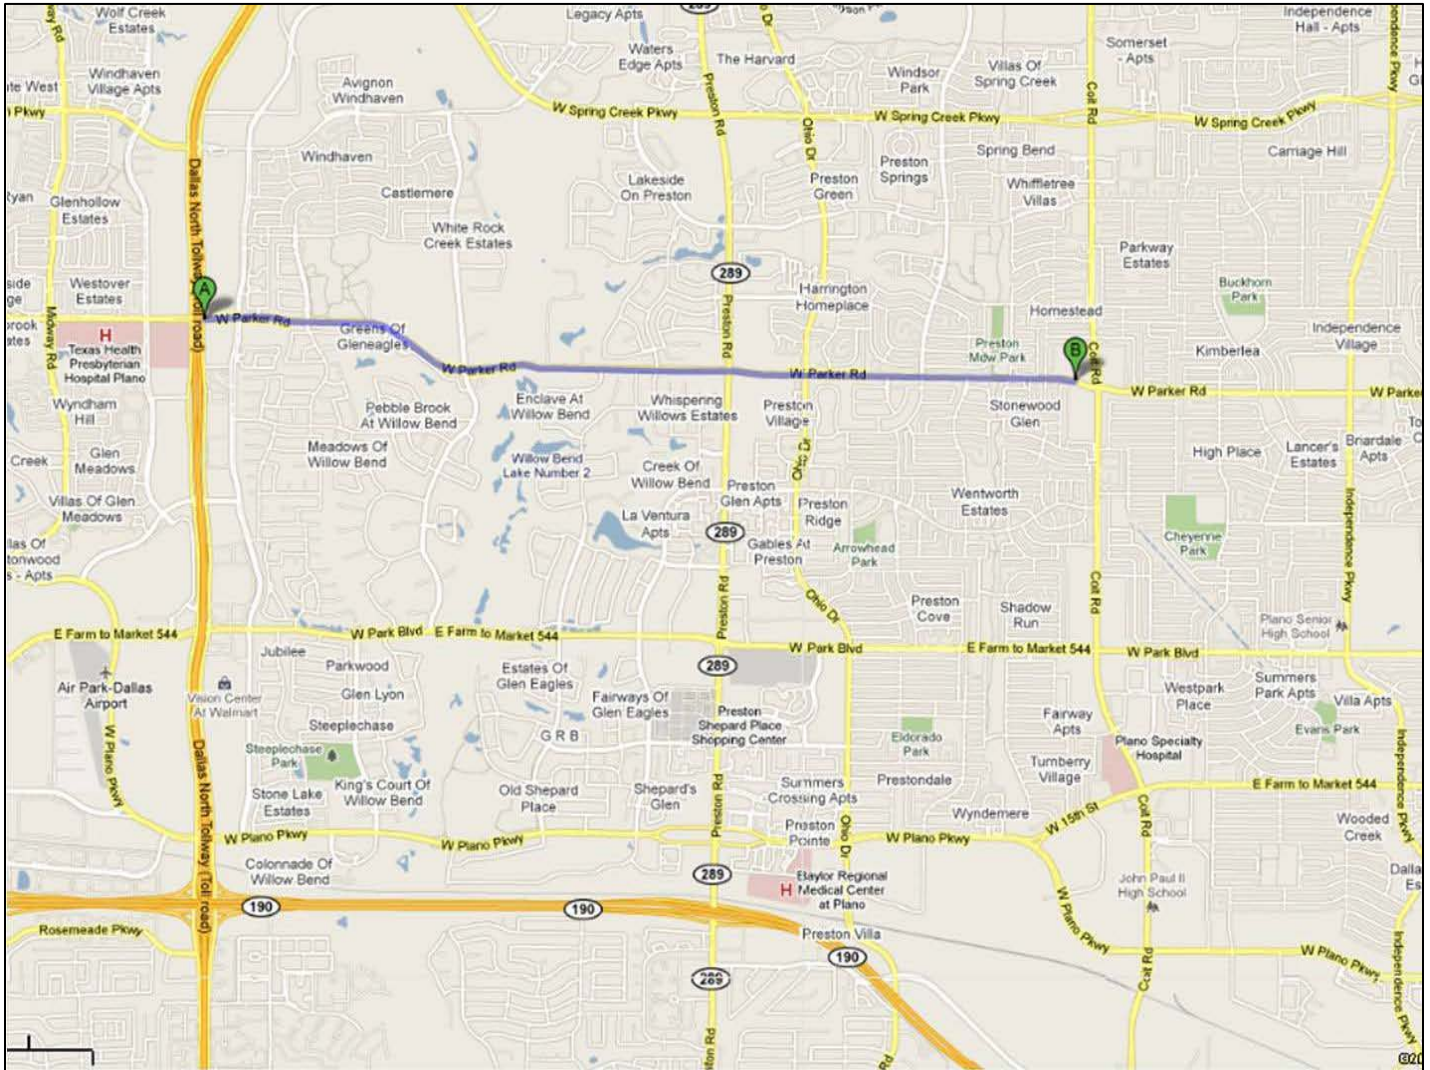 Wolf Creek
Estates
Legacy Apts
289
Independence
Hall - Apts
Waters
Edge Apts
The Harvard
Somerset
- Apts
Windhaven
Village Apts
Avignon
Windhaven
Windsor
Park
Villas Of
Spring Creek
Preston Rd
Coit Rd
W Spring Creek Pkwy
W Spring Creek Pkwy
W Spring Creek Pkwy
Pkwy
Ohio Dr
Windhaven
Spring Bend
Carriage Hill
Dallas North Tollway (Toll road)
Castlemere
Lakeside
On Preston
Preston
Green
Preston
Springs
Whiffletree
Villas
Ryan
Glenhollow
Estates
White Rock
Creek Estates
Parkway
Estates
289
Westover
Estates
A
Harrington
Homeplace
Buckhorn
Park
Homestead
Midway Rd
W Parker Rd
Greens Of
Gleneagles
Preston Rd
Independence
Village
H
Texas Health
Presbyterian
Hospital Plano
Preston
Mdw Park
B
Coit Rd
Kimberlea
W Parker Rd
W Parker Rd
W Parker Rd
W Parke
Wyndham
Hill
Pebble Brook
At Willow Bend
Enclave At
Willow Bend
Whispering
Willows Estates
Preston
Village
Stonewood
Glen
Creek
Glen
Meadows
Meadows Of
Willow Bend
Willow Bend
Lake Number 2
Creek Of
Willow Bend
Ohio Dr
High Place
Lancer's
Estates
Briardale
Apts
Villas Of Glen
Meadows
Preston
Glen Apts
Preston
Ridge
Wentworth
Estates
La Ventura
Apts
289
Gables At
Preston
Arrowhead
Park
Cheyenne
Park
Independence Pkwy
Preston Rd
Ohio Dr
Coit Rd
Preston
Cove
Shadow
Run
Plano Senior
High School
E Farm to Market 544
W Park Blvd
E Farm to Market 544
W Park Blvd
E Farm to Market 544
W Park Blvd
Jubilee
Parkwood
Estates Of
Glen Eagles
289
Air Park-Dallas
Airport
Vision Center
At Walmart
Glen Lyon
Fairways Of
Glen Eagles
Westpark
Place
Summers
Park Apts
Villa Apts
Steeplechase
G R B
Preston
Shepard Place
Shopping Center
Eldorado
Park
Fairway
Apts
Evans Park
W Plano Pkwy
Dallas North Tollway (Toll road)
Steeplechase
Park
Plano Specialty
Hospital
Independence Pkwy
Stone Lake
Estates
King's Court Of
Willow Bend
Old Shepard
Place
Shepard's
Glen
Preston Rd
Summers
Crossing Apts
Prestondale
Turnberry
Village
E Farm to Market 544
W Plano Pkwy
W Plano Pkwy
Preston
Pointe
Ohio Dr
W Plano Pkwy
Wyndemere
W 15th St
Coit Rd
Wooded
Creek
Colonnade Of
Willow Bend
289
H
Baylor Regional
Medical Center
at Plano
John Paul II
High School
190
190
W Plano Pkwy
Rosemeade Pkwy
Preston Villa
190
289
Coit Rd
W Plano Pkwy
Independence Pkwy